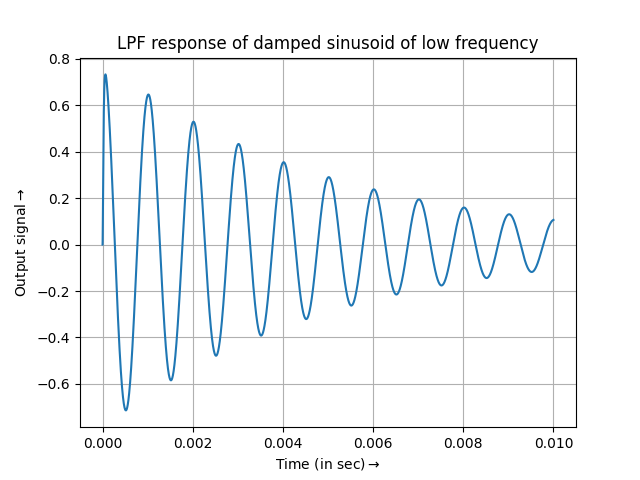 LPF response of damped sinusoid of low frequency
0.8
0.6
0.4
0.2
0.0
−0.2
−0.4
−0.6
Output signal→
0.000 0.002 0.004 0.006 0.008 0.010
Time (in sec)→